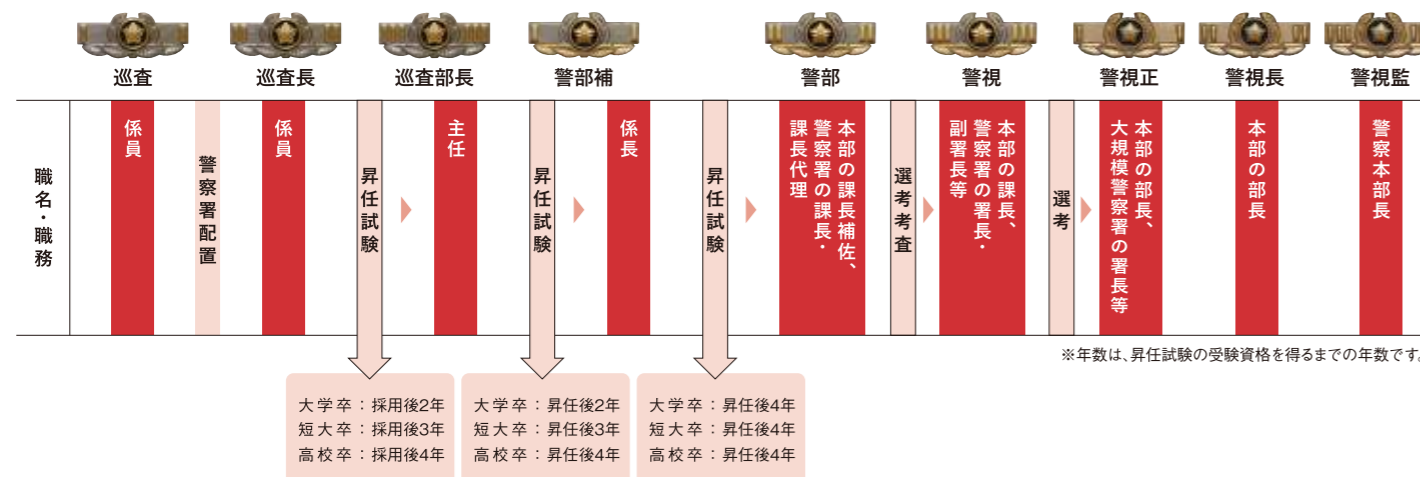 巡査
巡査長
巡査部長
警部補
警部
警視
警視正
警視長
警視監
職名・職務
係員
警察署配置
係員
昇任試験
主任
昇任試験
係長
昇任試験
本部の課長補佐、
警察署の課長・
課長代理
選考考査
本部の課長、
警察署の署長・
副署長等
選考
本部の部長、
大規模警察署の署長等
本部の部長
警察本部長
※年数は、昇任試験の受験資格を得るまでの年数です。
大学卒：採用後2年
短大卒：採用後3年
高校卒：採用後4年
大学卒：昇任後2年
短大卒：昇任後3年
高校卒：昇任後4年
大学卒：昇任後4年
短大卒：昇任後4年
高校卒：昇任後4年